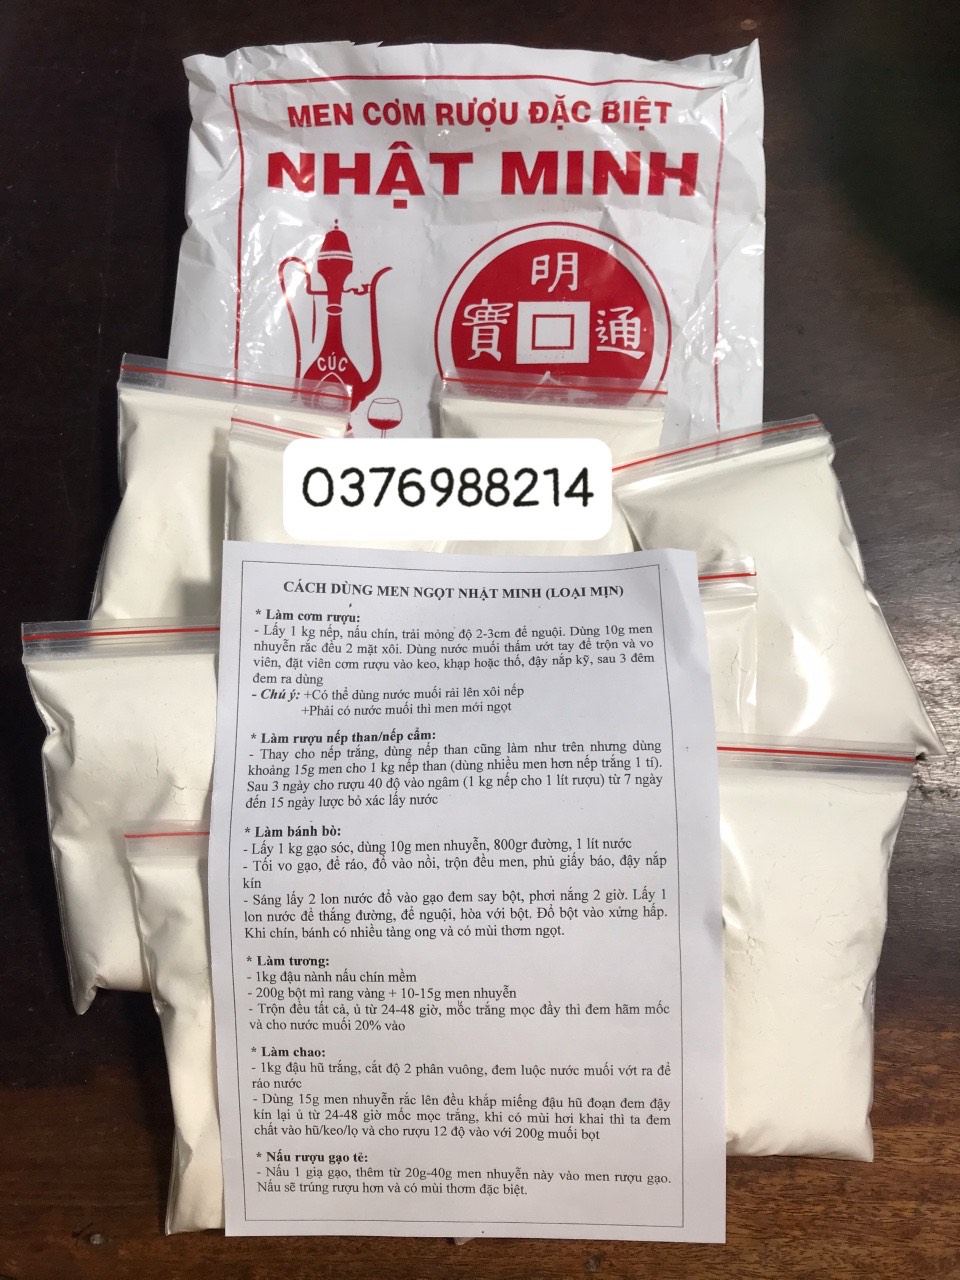 MEN CƠM RƯỢU ĐẶC BIỆT
NHẬT MINH
明
寶 通
CÚC
0376988214
CÁCH DÙNG MEN NGỌT NHẬT MINH (LOẠI MỊN)
* Làm cơm rượu:
- Lấy 1 kg nếp, nấu chín, trải mỏng độ 2-3cm để nguội. Dùng 10g men
nhuyễn rắc đều 2 mặt xôi. Dùng nước muối thấm ướt tay để trộn và vo
viên, đặt viên cơm rượu vào keo, khạp hoặc thố, đậy nắp kỹ, sau 3 đêm
đem ra dùng
- Chú ý: +Có thể dùng nước muối rải lên xôi nếp
+Phải có nước muối thì men mới ngọt
* Làm rượu nếp than/nếp cẩm:
- Thay cho nếp trắng, dùng nếp than cũng làm như trên nhưng dùng
khoảng 15g men cho 1 kg nếp than (dùng nhiều men hơn nếp trắng 1 tí).
Sau 3 ngày cho rượu 40 độ vào ngâm (1 kg nếp cho 1 lít rượu) từ 7 ngày
đến 15 ngày lược bỏ xác lấy nước
* Làm bánh bò:
- Lấy 1 kg gạo sóc, dùng 10g men nhuyễn, 800gr đường, 1 lít nước
- Tối vo gạo, để ráo, đổ vào nồi, trộn đều men, phủ giấy báo, đậy nắp
kín
- Sáng lấy 2 lon nước đổ vào gạo đem say bột, phơi nắng 2 giờ. Lấy 1
lon nước để thắng đường, để nguội, hòa với bột. Đổ bột vào xửng hấp.
Khi chín, bánh có nhiều tàng ong và có mùi thơm ngọt.
* Làm tương:
- 1kg đậu nành nấu chín mềm
- 200g bột mì rang vàng + 10-15g men nhuyễn
- Trộn đều tất cả, ủ từ 24-48 giờ, mốc trắng mọc đầy thì đem hãm mốc
và cho nước muối 20% vào
* Làm chao:
- 1kg đậu hũ trắng, cắt độ 2 phân vuông, đem luộc nước muối vớt ra để
ráo nước
- Dùng 15g men nhuyễn rắc lên đều khắp miếng đậu hũ đoạn đem đậy
kín lại ủ từ 24-48 giờ mốc mọc trắng, khi có mùi hơi khai thì ta đem
chất vào hũ/keo/lọ và cho rượu 12 độ vào với 200g muối bọt
* Nấu rượu gạo tẻ:
- Nấu 1 giạ gạo, thêm từ 20g-40g men nhuyễn này vào men rượu gạo.
Nấu sẽ trúng rượu hơn và có mùi thơm đặc biệt.